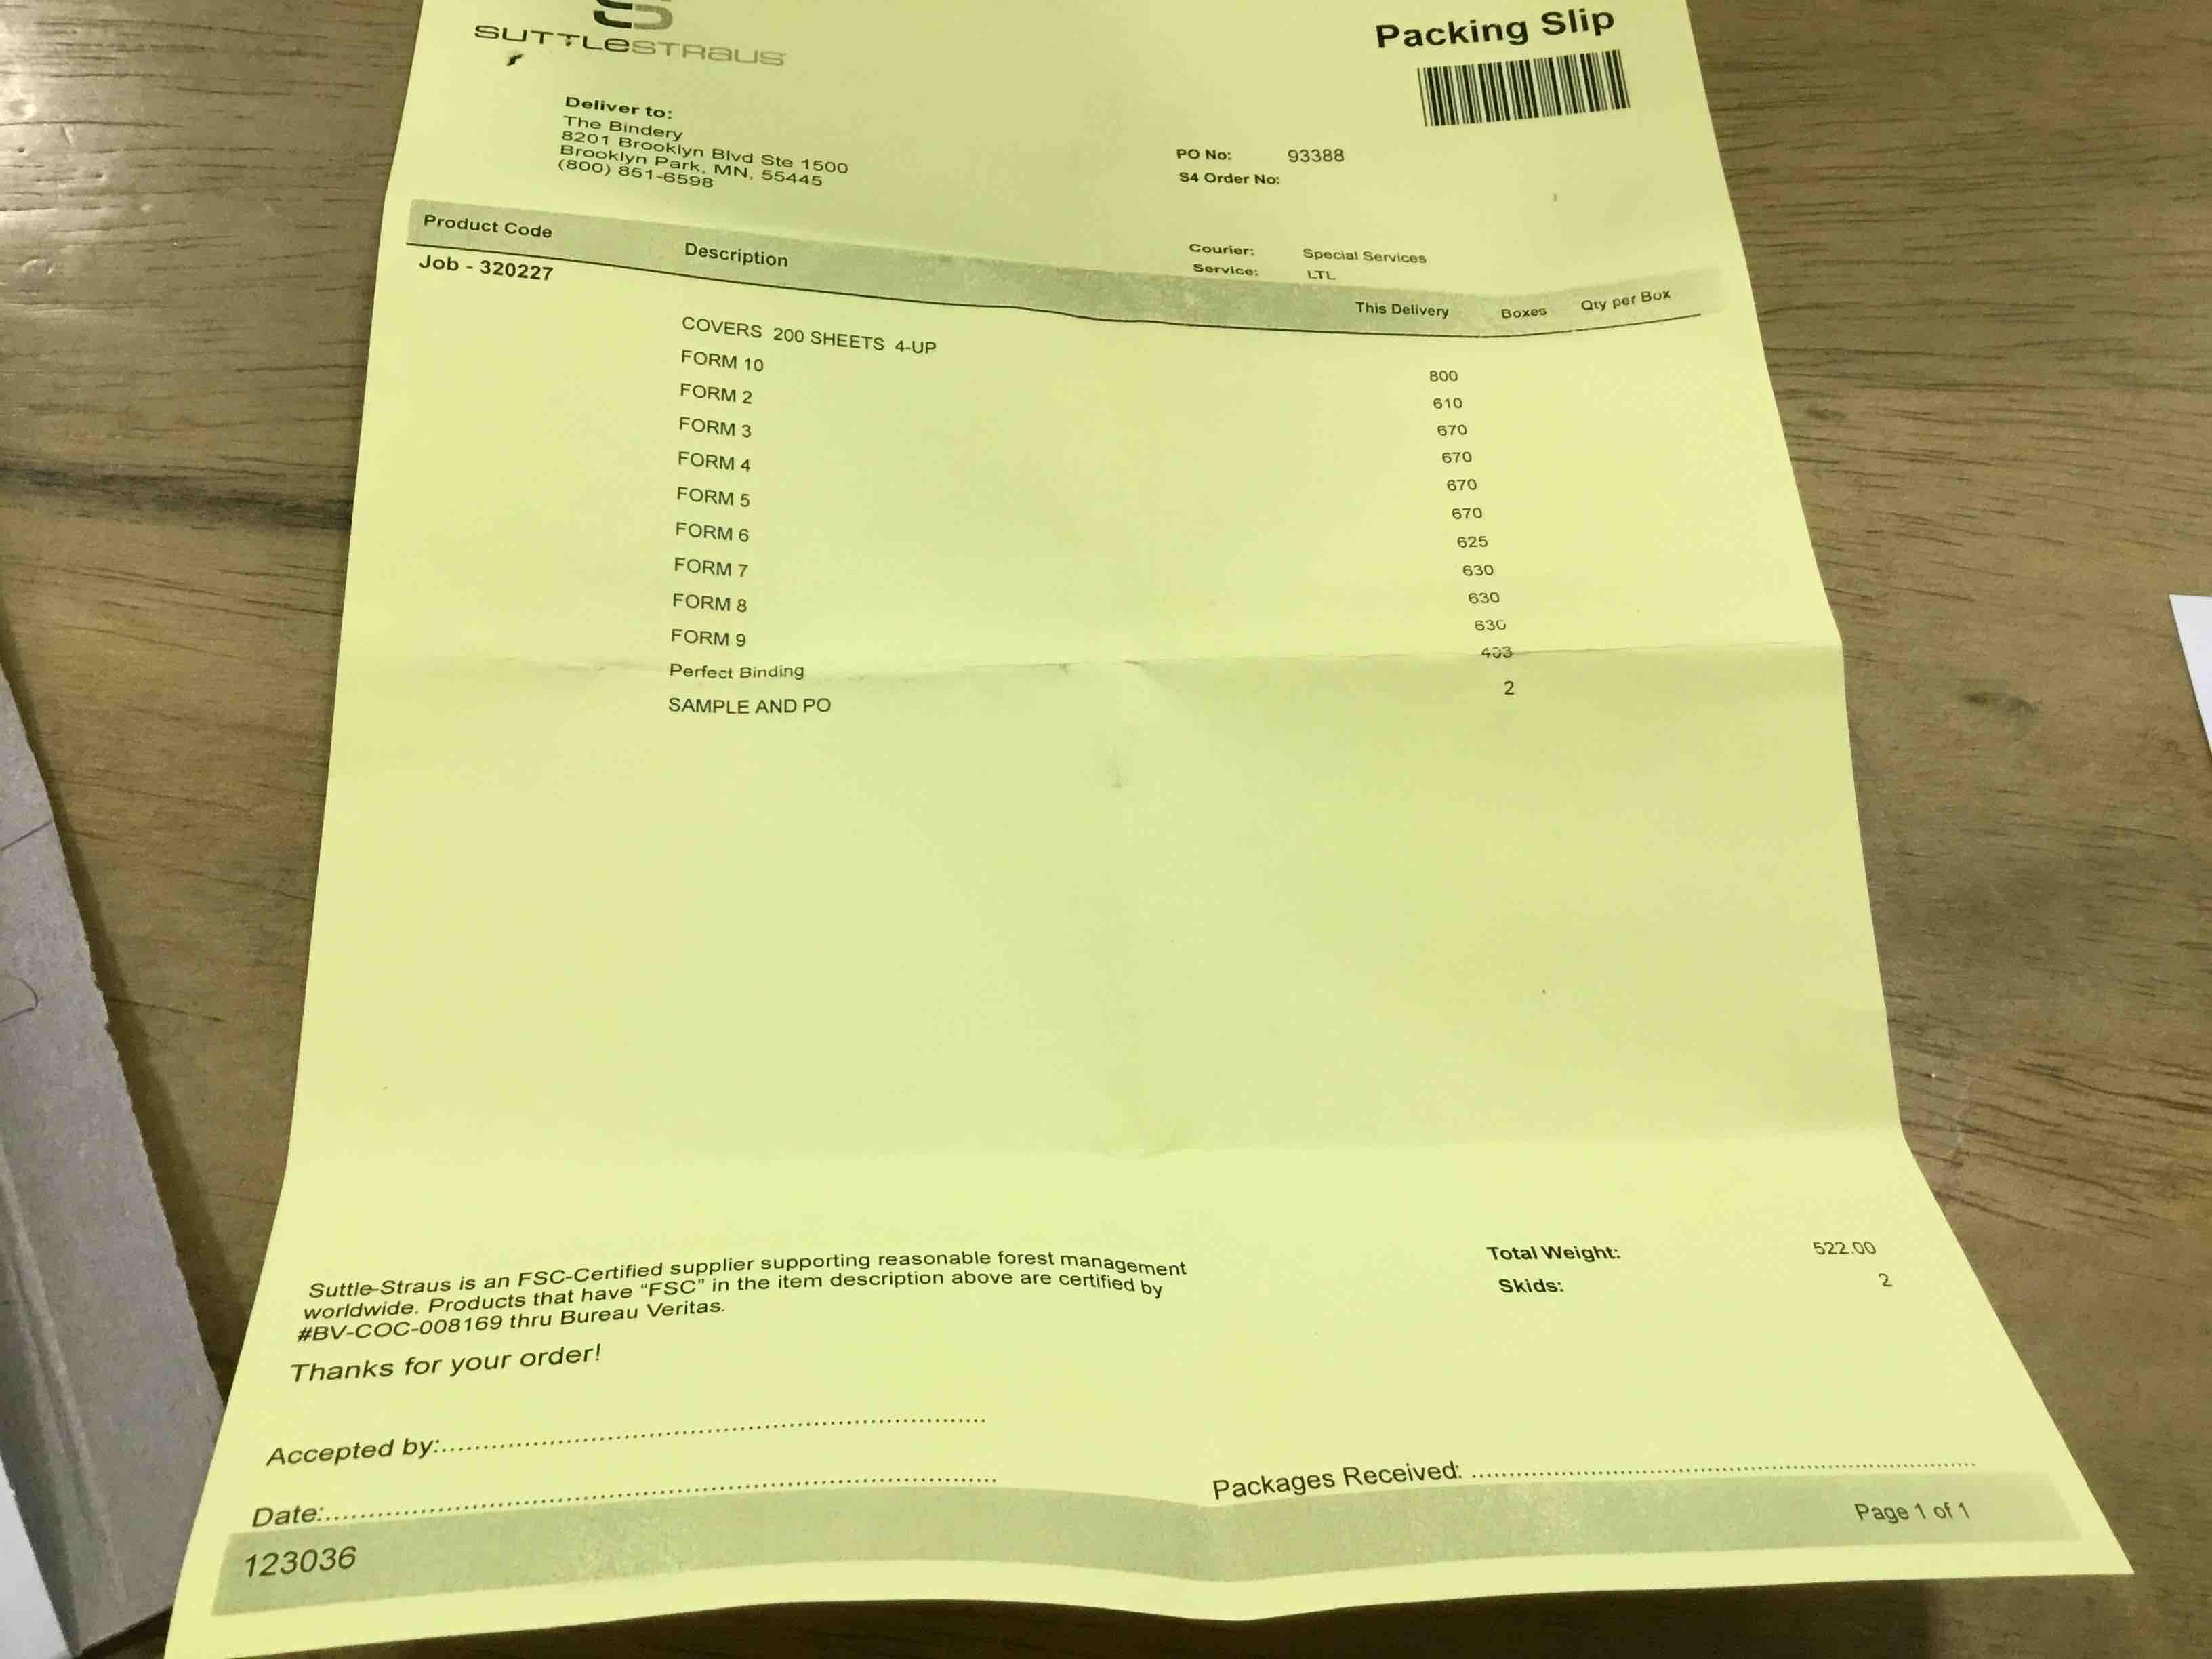 SUTTLESTRAUS
Packing Slip
Deliver to:
The Bindery
8201 Brooklyn Blvd Ste 1500
Brooklyn Park, MN, 55445
(800) 851-6598
PO No: 93388
S4 Order No:
Courier: Special Services
Service: LTL
Product Code Description This Delivery Boxes Qty per Box
Job - 320227
COVERS 200 SHEETS 4-UP 800
FORM 10 610
FORM 2 670
FORM 3 670
FORM 4 670
FORM 5 670
FORM 6 625
FORM 7 630
FORM 8 630
FORM 9 630
Perfect Binding
SAMPLE AND PO 2
Suttle-Straus is an FSC-Certified supplier supporting reasonable forest management
worldwide. Products that have “FSC” in the item description above are certified by
#BV-COC-008169 thru Bureau Veritas.
Total Weight: 522.00
Skids: 2
Thanks for your order!
Accepted by:
Date:
Packages Received:
123036
Page 1 of 1